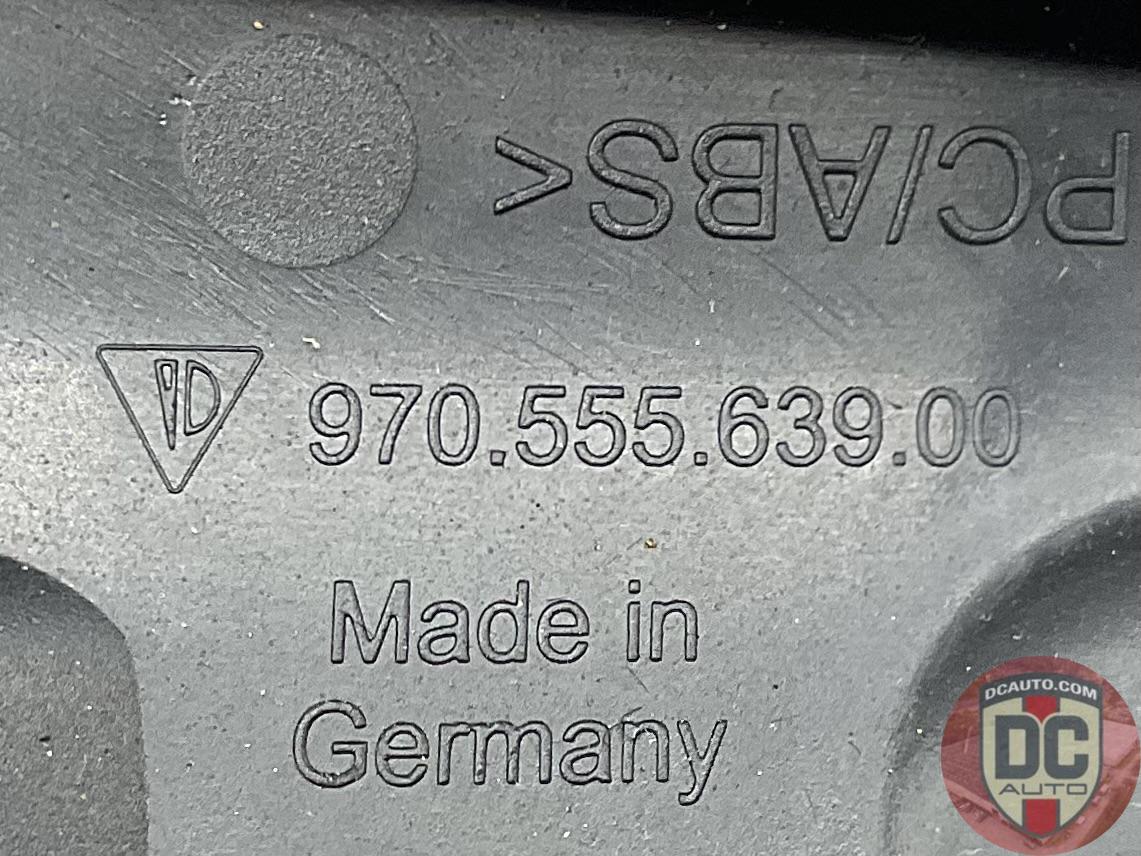 PC/ABS<
970.555.639.00
Made in
Germany
DCAUTO.COM
DC
AUTO